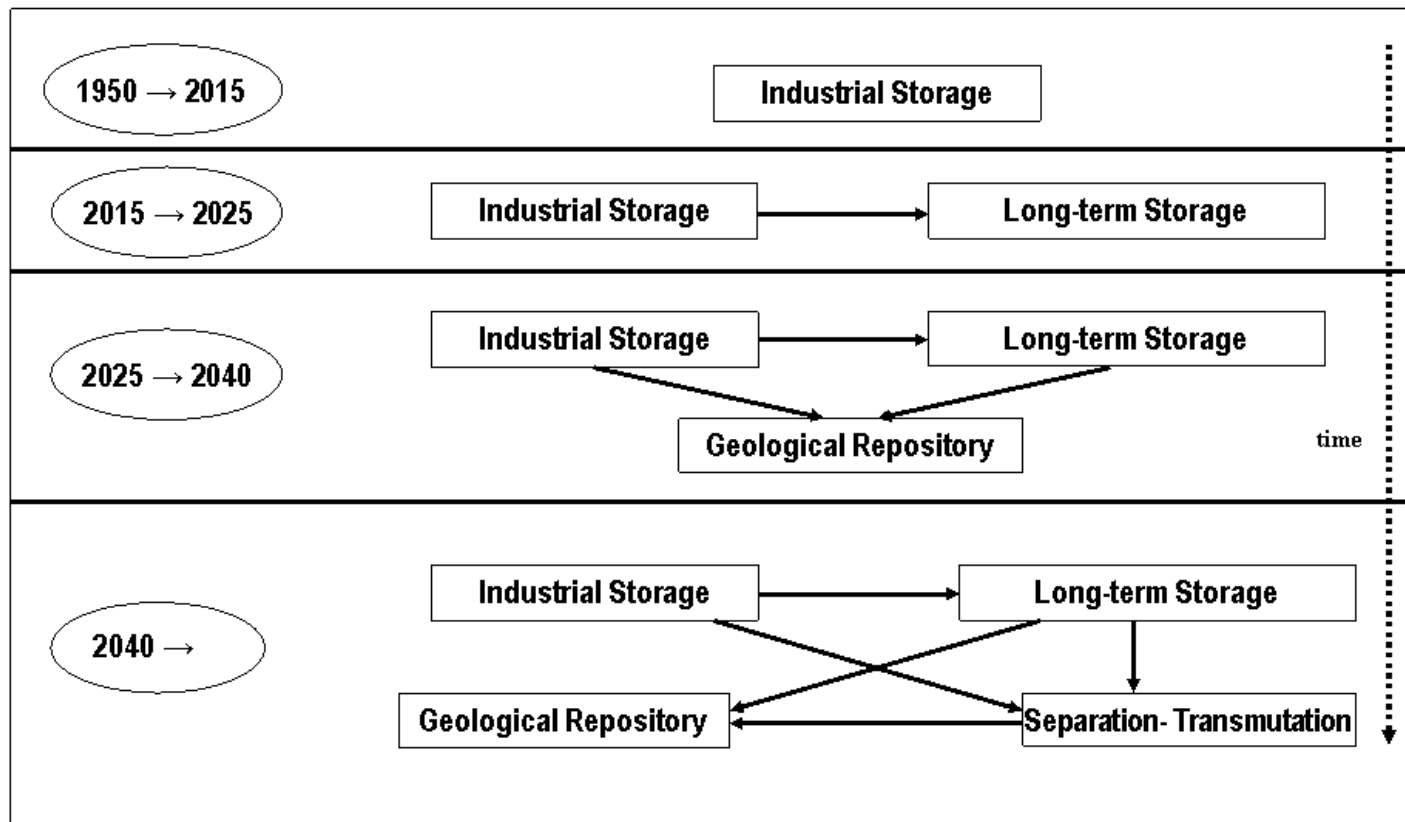 1950 → 2015
Industrial Storage
2015 → 2025
Industrial Storage
Long-term Storage
2025 → 2040
Industrial Storage
Long-term Storage
Geological Repository
time
2040 →
Industrial Storage
Long-term Storage
Geological Repository
Separation- Transmutation